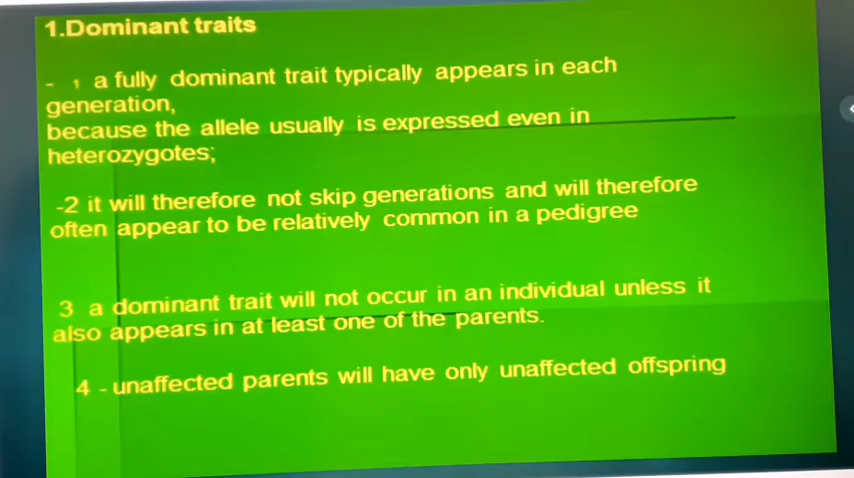 1.Dominant traits
- 1 a fully dominant trait typically appears in each
generation,
because the allele usually is expressed even in
heterozygotes;
-2 it will therefore not skip generations and will therefore
often appear to be relatively common in a pedigree
3 a dominant trait will not occur in an individual unless it
also appears in at least one of the parents.
4 - unaffected parents will have only unaffected offspring